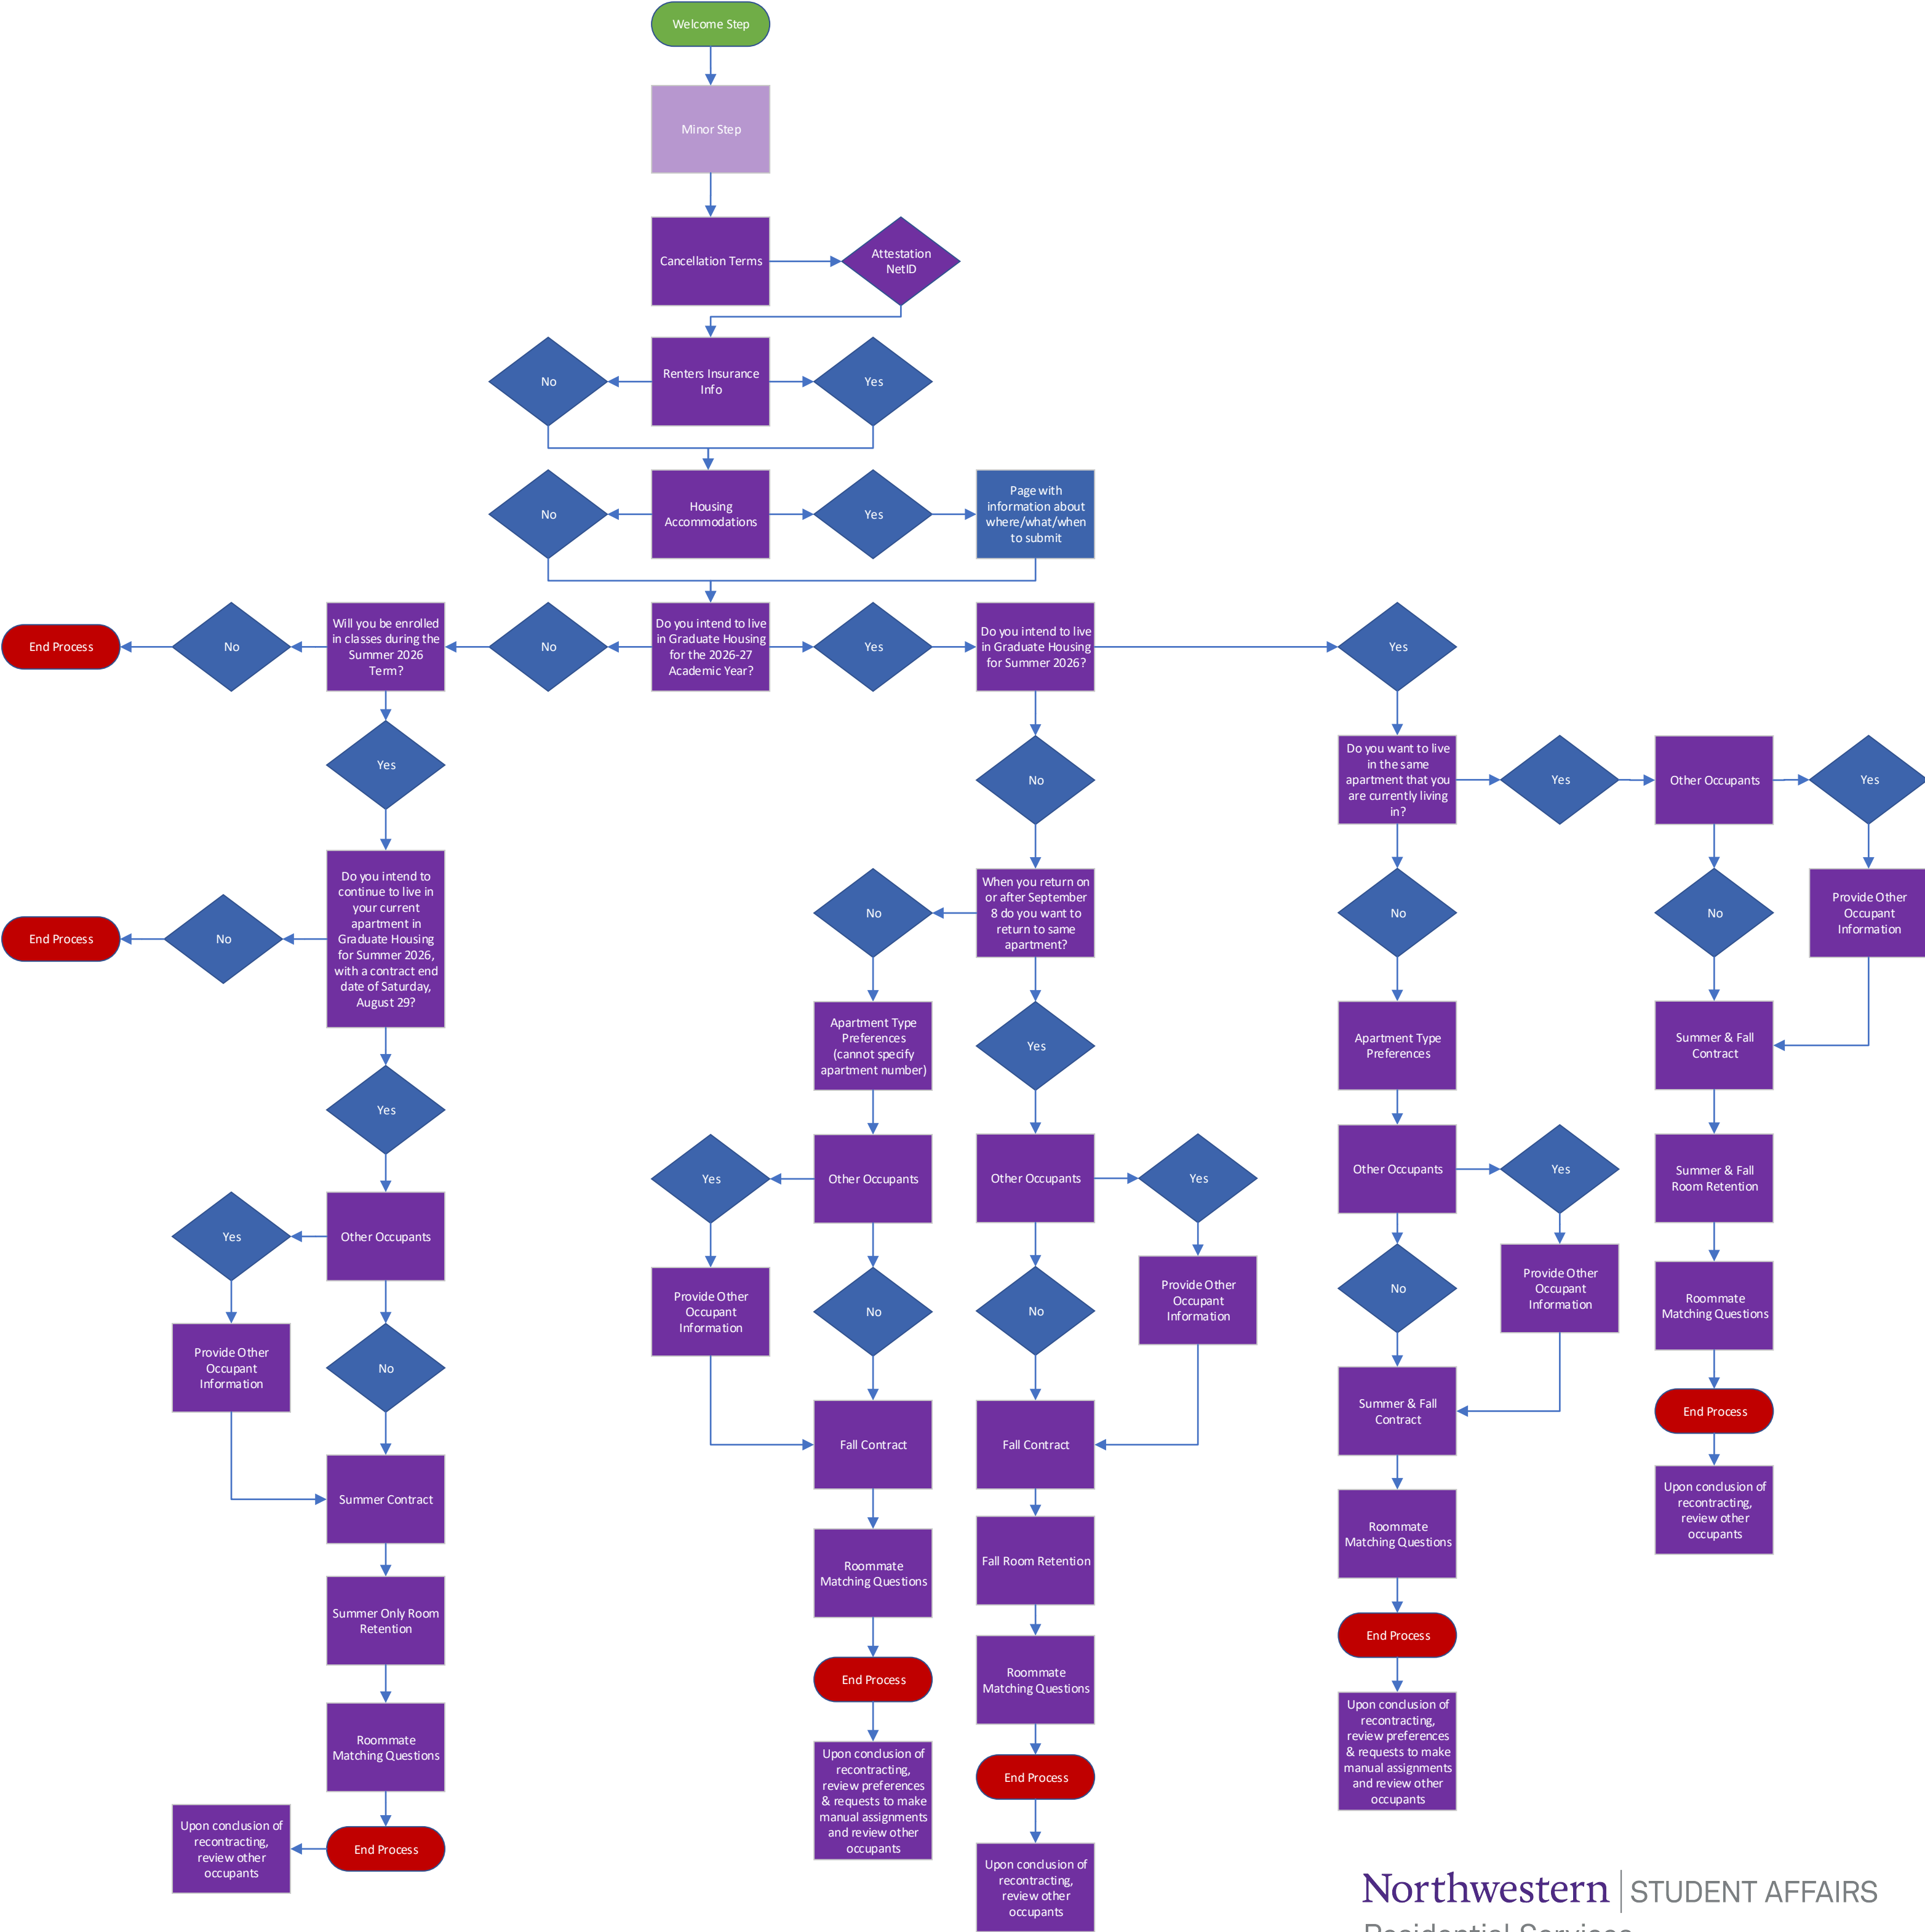 Welcome Step
Minor Step
Cancellation Terms
Attestation
NetID
No
Renters Insurance
Info
Yes
No
Housing
Accommodations
Yes
Page with
information about
where/what/when
to submit
End Process
No
Will you be enrolled
in classes during the
Summer 2026
Term?
No
Do you intend to live
in Graduate Housing
for the 2026-27
Academic Year?
Yes
Do you intend to live
in Graduate Housing
for Summer 2026?
Yes
Yes
Do you intend to
continue to live in
your current
apartment in
Graduate Housing
for Summer 2026,
with a contract end
date of Saturday,
August 29?
No
End Process
Yes
Other Occupants
Yes
Provide Other
Occupant
Information
No
Summer Contract
Summer Only Room
Retention
Roommate
Matching Questions
End Process
Upon conclusion of
recontracting,
review other
occupants
No
When you return on
or after September
8 do you want to
return to same
apartment?
No
Apartment Type
Preferences
(cannot specify
apartment number)
Other Occupants
Yes
Provide Other
Occupant
Information
No
Fall Contract
Roommate
Matching Questions
End Process
Upon conclusion of
recontracting,
review preferences
& requests to make
manual assignments
and review other
occupants
Yes
Other Occupants
Yes
Provide Other
Occupant
Information
No
Fall Contract
Fall Room Retention
Roommate
Matching Questions
End Process
Upon conclusion of
recontracting,
review other
occupants
Do you want to live
in the same
apartment that you
are currently living
in?
No
Apartment Type
Preferences
Other Occupants
Yes
Provide Other
Occupant
Information
No
Summer & Fall
Contract
Roommate
Matching Questions
End Process
Upon conclusion of
recontracting,
review preferences
& requests to make
manual assignments
and review other
occupants
Yes
Other Occupants
Yes
Provide Other
Occupant
Information
No
Summer & Fall
Contract
Summer & Fall
Room Retention
Roommate
Matching Questions
End Process
Upon conclusion of
recontracting,
review other
occupants
Northwestern STUDENT AFFAIRS
Residential Services